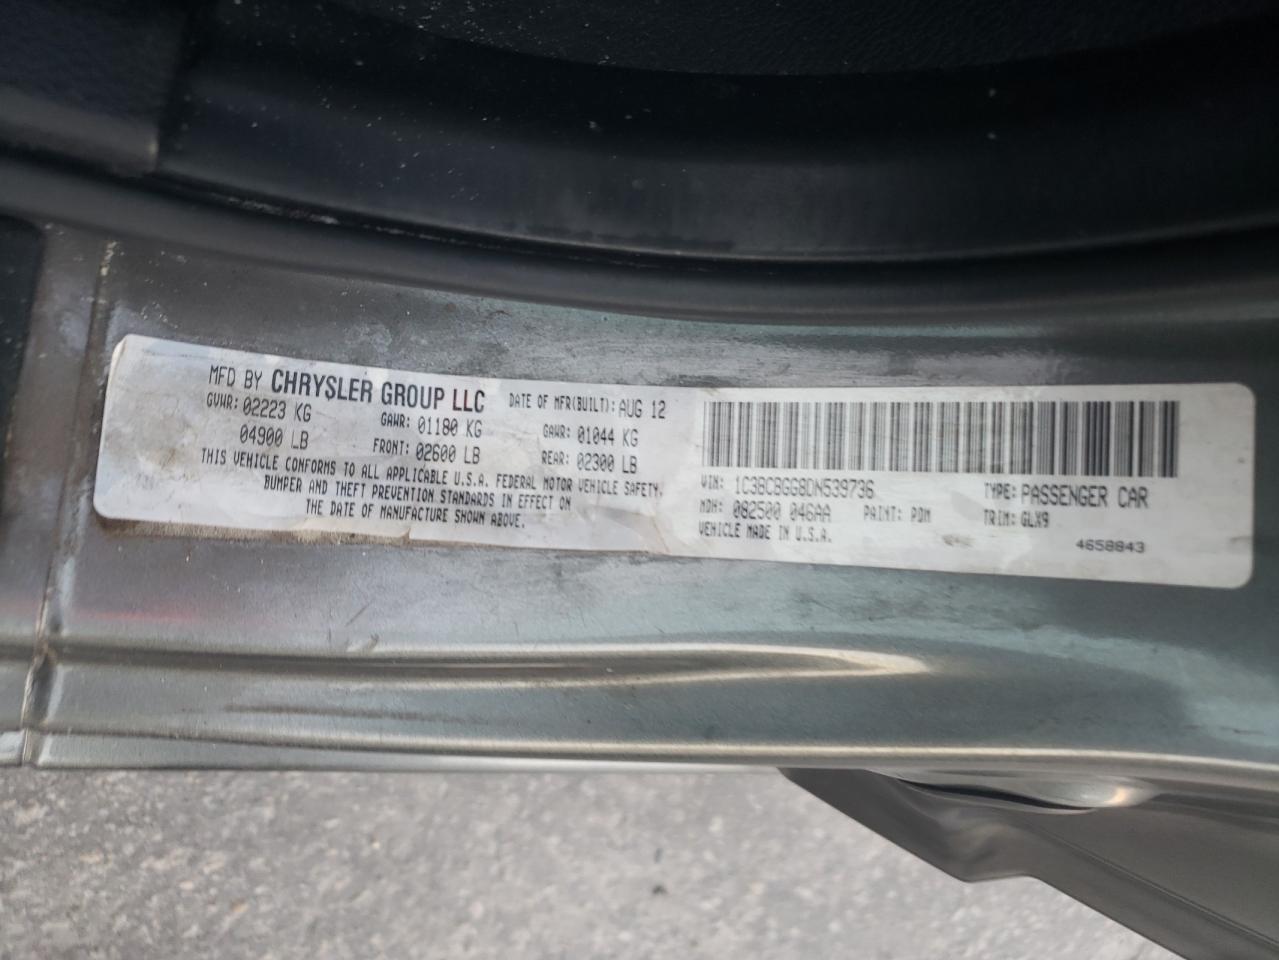 MFD BY CHRYSLER GROUP LLC DATE OF MFR(BUILT): AUG 12
GVWR: 02223 KG GAWR: 01180 KG GAWR: 01044 KG
04900 LB FRONT: 02600 LB REAR: 02300 LB
THIS VEHICLE CONFORMS TO ALL APPLICABLE U.S.A. FEDERAL MOTOR VEHICLE SAFETY,
BUMPER AND THEFT PREVENTION STANDARDS IN EFFECT ON
THE DATE OF MANUFACTURE SHOWN ABOVE.
VIN: 1C3BCBGG8DN539736 TYPE: PASSENGER CAR
MDH: 082500 046AA PAINT: PDM TRIM: GLX9
VEHICLE MADE IN U.S.A.
4658843